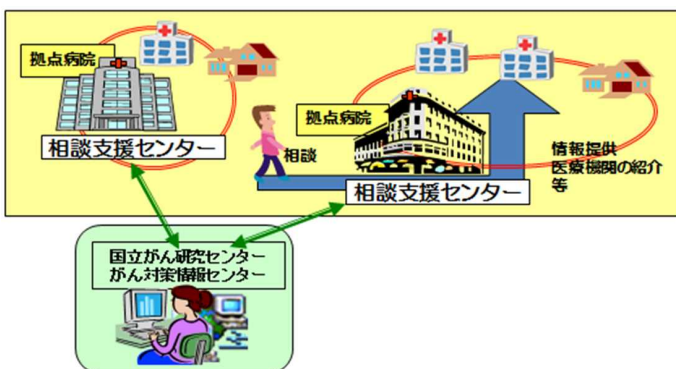 拠点病院
相談支援センター
拠点病院
相談
相談支援センター
情報提供
医療機関の紹介
等
国立がん研究センター
がん対策情報センター